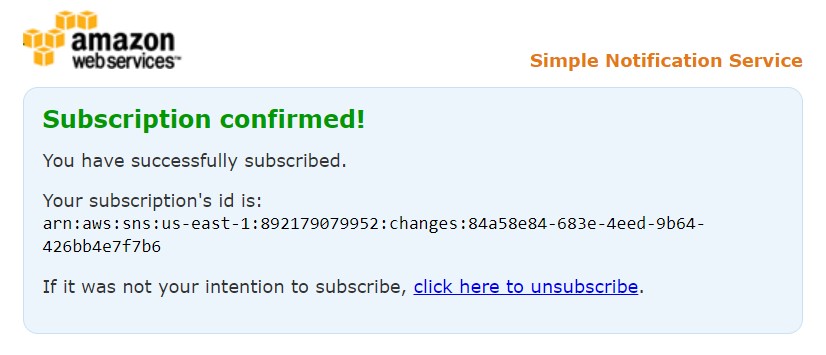 amazon
webservices™
Simple Notification Service
Subscription confirmed!
You have successfully subscribed.
Your subscription's id is:
arn:aws:sns:us-east-1:892179079952:changes:84a58e84-683e-4eed-9b64-
426bb4e7f7b6
If it was not your intention to subscribe, click here to unsubscribe.